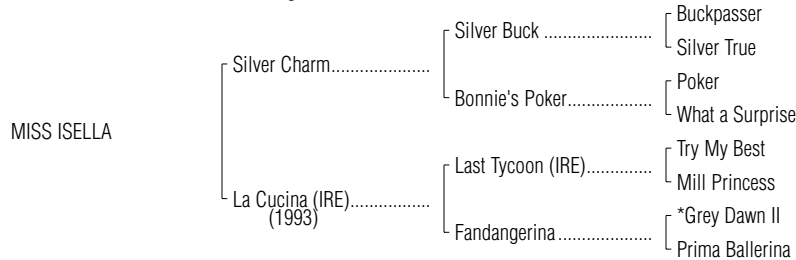 Buckpasser
Silver Buck .......................
Silver True
Silver Charm.....................
Poker
Bonnie's Poker..................
What a Surprise
MISS ISELLA
Try My Best
Last Tycoon (IRE)..............
Mill Princess
La Cucina (IRE).................
(1993)
*Grey Dawn II
Fandangerina....................
Prima Ballerina